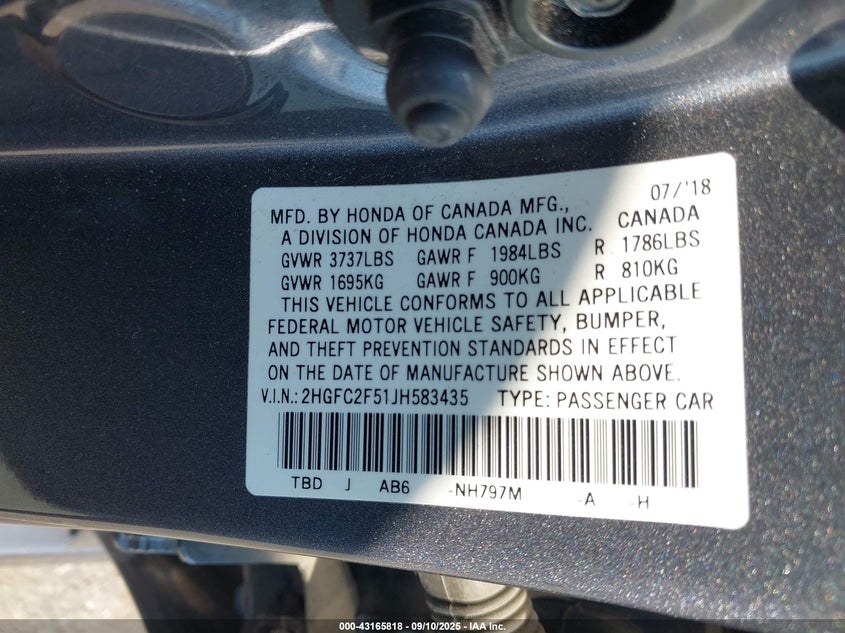 07/'18
MFD. BY HONDA OF CANADA MFG., CANADA
A DIVISION OF HONDA CANADA INC.
GVWR 3737LBS GAWR F 1984LBS R 1786LBS
GVWR 1695KG GAWR F 900KG R 810KG
THIS VEHICLE CONFORMS TO ALL APPLICABLE
FEDERAL MOTOR VEHICLE SAFETY, BUMPER,
AND THEFT PREVENTION STANDARDS IN EFFECT
ON THE DATE OF MANUFACTURE SHOWN ABOVE.
V.I.N.: 2HGFC2F51JH583435 TYPE: PASSENGER CAR
TBD J AB6 -NH797M -A -H
000-43165818 - 09/10/2025 - IAA Inc.